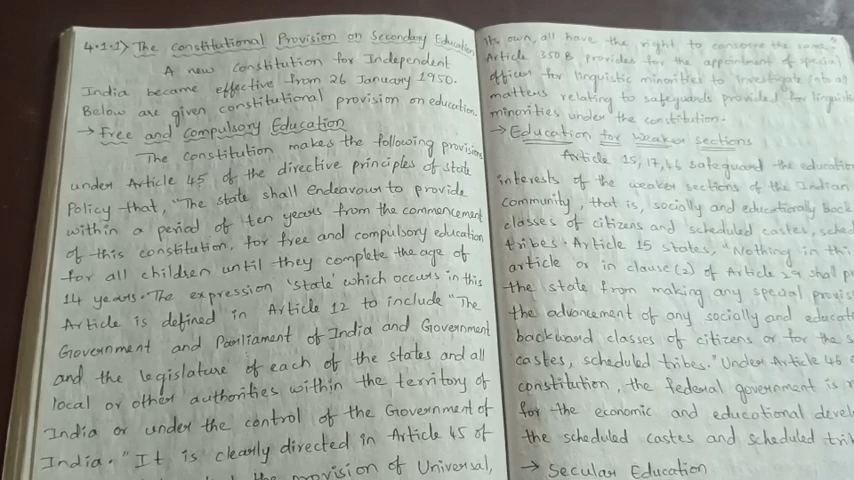 4.1.1) The Constitutional Provision on Secondary Education
A new constitution for Independent
India became effective from 26 January 1950.
Below are given constitutional provision on education.
→ Free and compulsory Education
The constitution makes the following provisions
under Article 45 of the directive principles of state
Policy that, "The state shall Endeavour to provide
within a period of ten years from the commencement
of this constitution, for free and compulsory education
for all children until they complete the age of
14 years. The expression 'state' which occurs in this
Article is defined in Article 12 to include "The
Government and Parliament of India and Government
and the legislature of each of the states and all
local or other authorities within the territory of
India or under the control of the Government of
India. "It is clearly directed in Article 45 of
the provision of Universal,
its own, all have the right to conserve the same."
Article 350B provides for the appointment of special
officer for linguistic minorities to investigate into all
matters relating to safeguards provided for linguistic
minorities under the constitution.
→ Education for Weaker sections
Article 15, 17, 46 safeguard the education
interests of the weaker sections of the Indian
community, that is, socially and educationally back
classes of citizens and scheduled castes, sched
tribes. Article 15 states, "Nothing in this
article or in clause (2) of Article 29 shall p
the state from making any special provis
the advancement of any socially and educat
backward classes of citizens or for the s
castes, scheduled tribes." Under Article 46 o
constitution, the federal government is r
for the economic and educational devel
the scheduled castes and scheduled trib
→ Secular Education